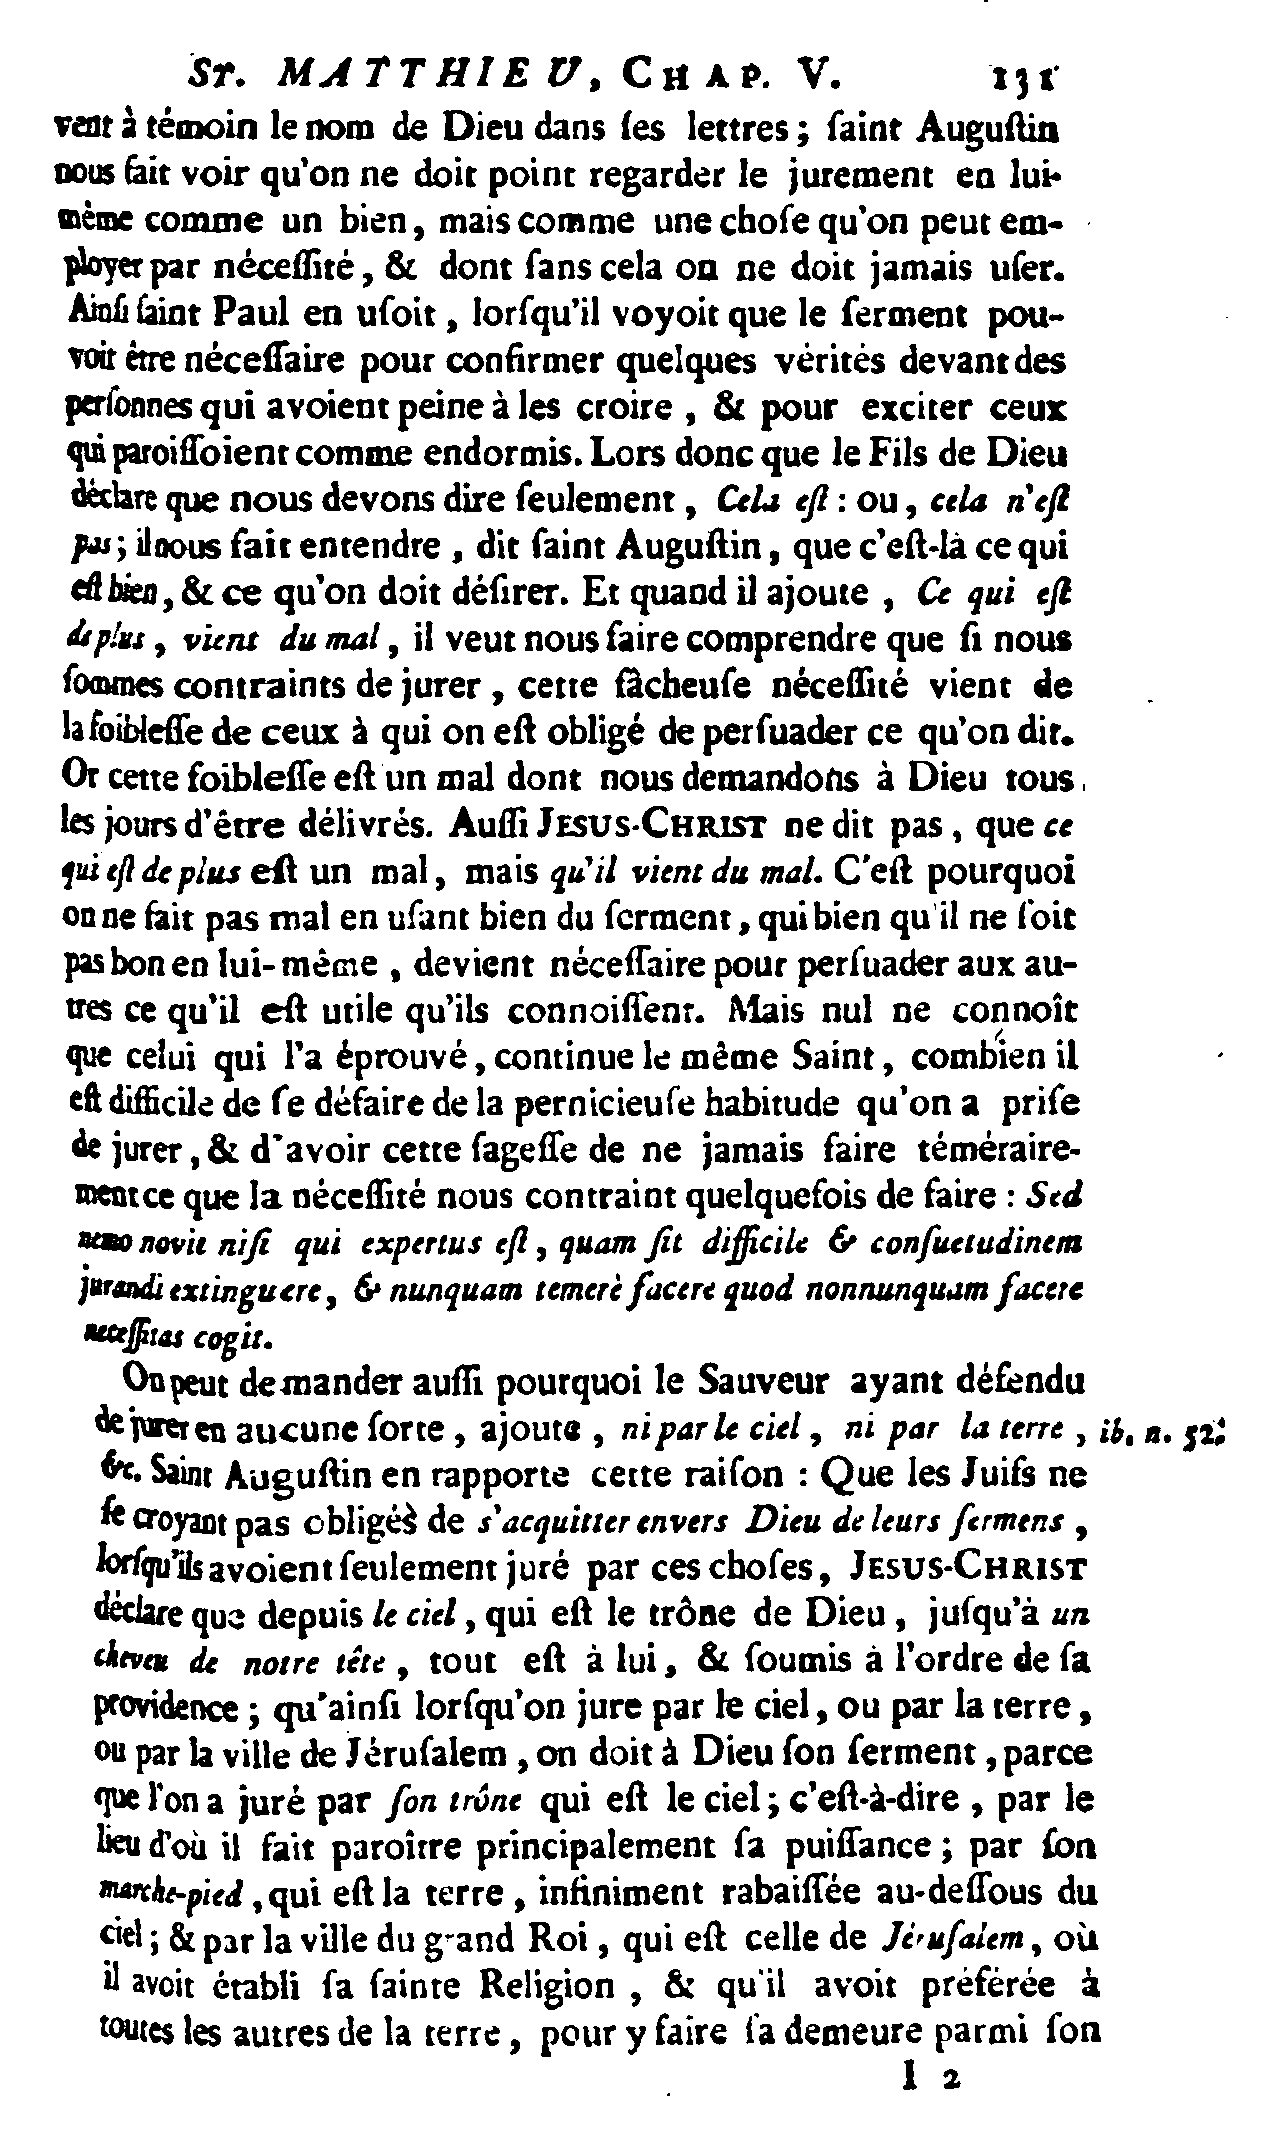 St. MATTHIEU, CHAP. V. 131
vent à témoin le nom de Dieu dans ſes lettres ; ſaint Auguſtin
nous fait voir qu'on ne doit point regarder le jurement en lui-
même comme un bien, mais comme une choſe qu'on peut em-
ployer par néceſſité, & dont ſans cela on ne doit jamais uſer.
Ainſi ſaint Paul en uſoit, lorſqu'il voyoit que le ſerment pou-
voit être néceſſaire pour confirmer quelques vérités devant des
perſonnes qui avoient peine à les croire, & pour exciter ceux
qui paroiſſoient comme endormis. Lors donc que le Fils de Dieu
déclare que nous devons dire ſeulement, Cela eſt : ou, cela n'eſt
pas ; il nous fait entendre, dit ſaint Auguſtin, que c'eſt-là ce qui
eſt bien, & ce qu'on doit déſirer. Et quand il ajoute, Ce qui eſt
de plus, vient du mal, il veut nous faire comprendre que ſi nous
ſommes contraints de jurer, cette fâcheuſe néceſſité vient de
la foibleſſe de ceux à qui on eſt obligé de perſuader ce qu'on dit.
Or cette foibleſſe eſt un mal dont nous demandons à Dieu tous
les jours d'être délivrés. Auſſi JESUS-CHRIST ne dit pas, que ce
qui eſt de plus eſt un mal, mais qu'il vient du mal. C'eſt pourquoi
on ne fait pas mal en uſant bien du ſerment, qui bien qu'il ne ſoit
pas bon en lui-même, devient néceſſaire pour perſuader aux au-
tres ce qu'il eſt utile qu'ils connoiſſent. Mais nul ne connoît
que celui qui l'a éprouvé, continue le même Saint, combien il
eſt difficile de ſe défaire de la pernicieuſe habitude qu'on a priſe
de jurer, & d'avoir cette ſageſſe de ne jamais faire téméraire-
ment ce que la néceſſité nous contraint quelquefois de faire : Sed
nemo novit niſi qui expertus eſt, quam ſit difficile & conſuetudinem
jurandi extinguere, & nunquam temerè facere quod nonnunquam facere
neceſſitas cogit.
On peut demander auſſi pourquoi le Sauveur ayant défendu
de jurer en aucune ſorte, ajoute, ni par le ciel, ni par la terre, ib. n. 52.
&c. Saint Auguſtin en rapporte cette raiſon : Que les Juifs ne
ſe croyant pas obligés de s'acquitter envers Dieu de leurs ſermens,
lorſqu'ils avoient ſeulement juré par ces choſes, JESUS-CHRIST
déclare que depuis le ciel, qui eſt le trône de Dieu, juſqu'à un
cheveu de notre tête, tout eſt à lui, & ſoumis à l'ordre de ſa
providence ; qu'ainſi lorſqu'on jure par le ciel, ou par la terre,
ou par la ville de Jéruſalem, on doit à Dieu ſon ſerment, parce
que l'on a juré par ſon trône qui eſt le ciel ; c'eſt-à-dire, par le
lieu d'où il fait paroître principalement ſa puiſſance ; par ſon
marche-pied, qui eſt la terre, infiniment rabaiſſée au-deſſous du
ciel ; & par la ville du grand Roi, qui eſt celle de Jéruſalem, où
il avoit établi ſa ſainte Religion, & qu'il avoit préférée à
toutes les autres de la terre, pour y faire ſa demeure parmi ſon
I 2